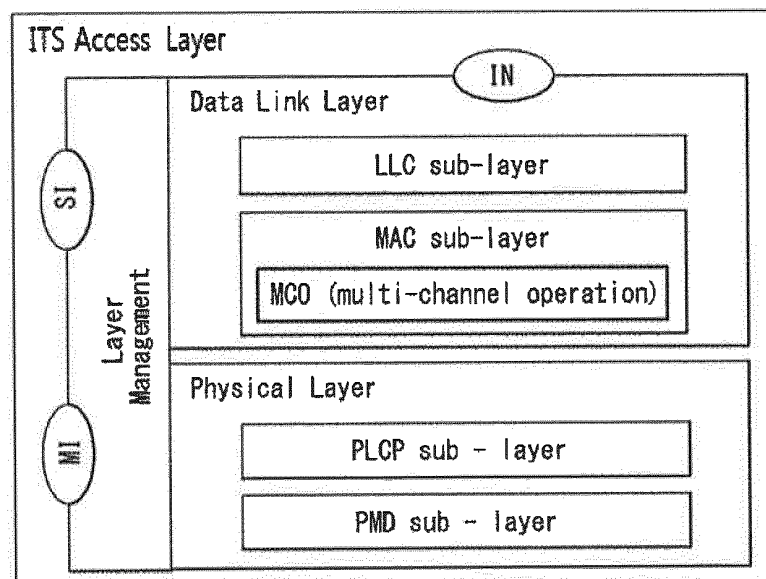 ITS Access Layer
IN
Data Link Layer
LLC sub-layer
SI
MAC sub-layer
MCO (multi-channel operation)
Layer
Management
Physical Layer
MI
PLCP sub - layer
PMD sub - layer